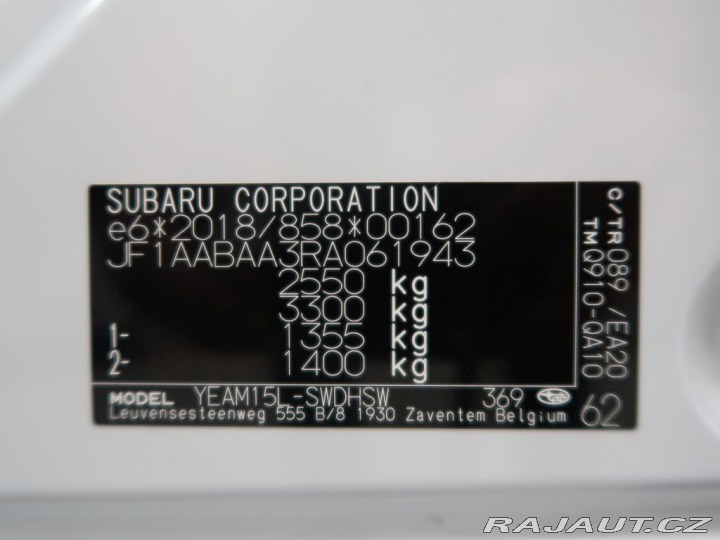 SUBARU CORPORATION
e6*2018/858*00162
JF1AABAA3RA061943
2550 kg
3300 kg
1- 1355 kg
2- 1400 kg
MODEL YEAM15L-SWDHSW 369
Leuvensesteenweg 555 B/8 1930 Zaventem Belgium
C/TR 089 /EA20
TM Q910-QA10
62
RAJAUT.CZ